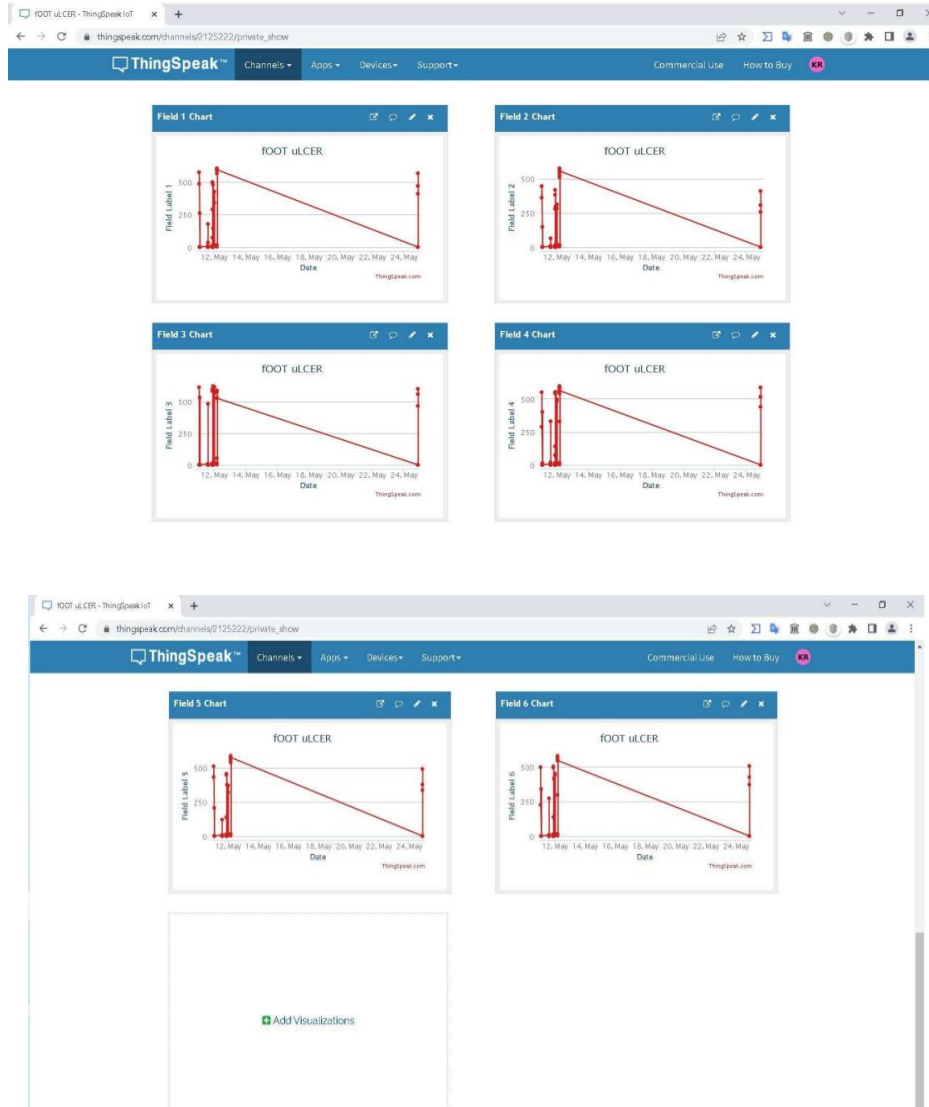 fOOT uLCER - ThingSpeak IoT
thingspeak.com/channels/2125222/private_show
ThingSpeak™ Channels Apps Devices Support Commercial Use How to Buy KR
Field 1 Chart
fOOT uLCER
Field Label 1
500
250
0
12. May 14. May 16. May 18. May 20. May 22. May 24. May
Date
ThingSpeak.com
Field 2 Chart
fOOT uLCER
Field Label 2
500
250
0
12. May 14. May 16. May 18. May 20. May 22. May 24. May
Date
ThingSpeak.com
Field 3 Chart
fOOT uLCER
Field Label 3
500
250
0
12. May 14. May 16. May 18. May 20. May 22. May 24. May
Date
ThingSpeak.com
Field 4 Chart
fOOT uLCER
Field Label 4
500
250
0
12. May 14. May 16. May 18. May 20. May 22. May 24. May
Date
ThingSpeak.com
fOOT uLCER - ThingSpeak IoT
thingspeak.com/channels/2125222/private_show
ThingSpeak™ Channels Apps Devices Support Commercial Use How to Buy KR
Field 5 Chart
fOOT uLCER
Field Label 5
500
250
0
12. May 14. May 16. May 18. May 20. May 22. May 24. May
Date
ThingSpeak.com
Field 6 Chart
fOOT uLCER
Field Label 6
500
250
0
12. May 14. May 16. May 18. May 20. May 22. May 24. May
Date
ThingSpeak.com
Add Visualizations